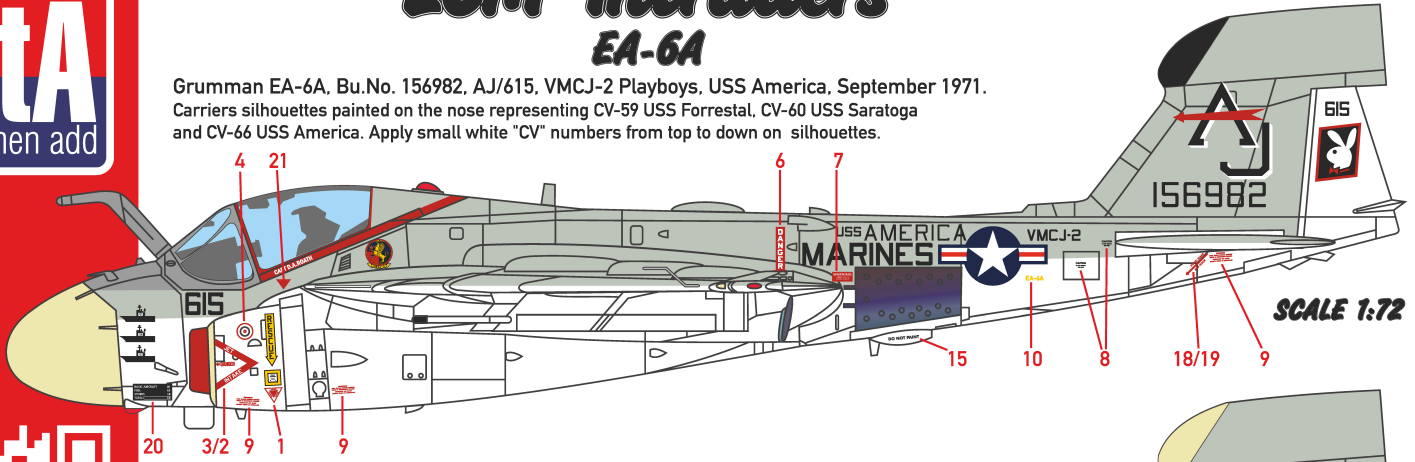 tA
hen add
EA-6A
Grumman EA-6A, Bu.No. 156982, AJ/615, VMCJ-2 Playboys, USS America, September 1971.
Carriers silhouettes painted on the nose representing CV-59 USS Forrestal, CV-60 USS Saratoga
and CV-66 USS America. Apply small white "CV" numbers from top to down on silhouettes.
4 21 6 7
A
J
615
156982
DANGER
USS AMERICA VMCJ-2
MARINES
EA-6A
615
RESCUE
JET
INTAKE
DO NOT PAINT
SCALE 1:72
15 10 8 18/19 9
20 3/2 9 1 9